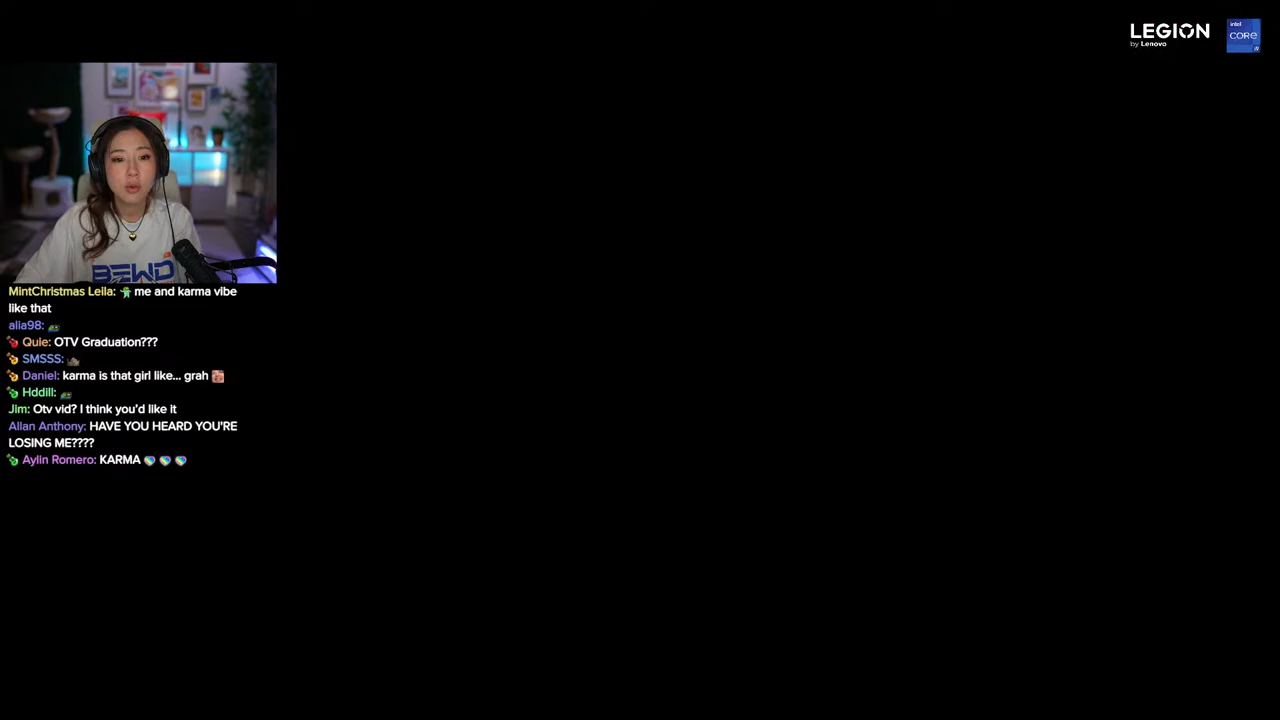 LEGION
by Lenovo
intel
CORE
i9
BEWD
MintChristmas Leila: me and karma vibe
like that
alia98:
Quie: OTV Graduation???
SMSSS:
Daniel: karma is that girl like... grah
Hddill:
Jim: Otv vid? I think you'd like it
Allan Anthony: HAVE YOU HEARD YOU'RE
LOSING ME????
Aylin Romero: KARMA